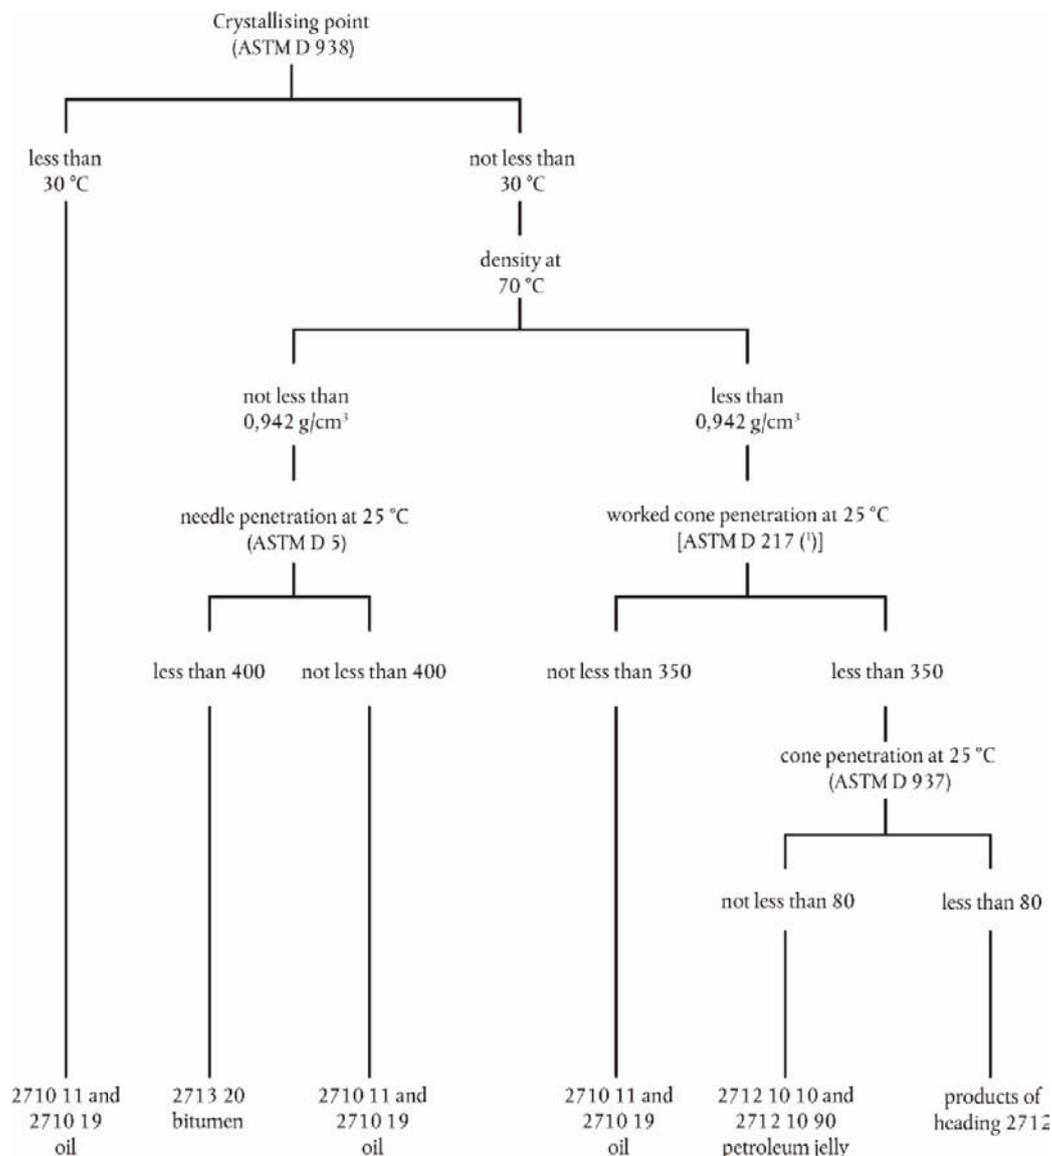 Crystallising point
(ASTM D 938)
less than
30 °C
not less than
30 °C
density at
70 °C
not less than
0,942 g/cm³
less than
0,942 g/cm³
needle penetration at 25 °C
(ASTM D 5)
worked cone penetration at 25 °C
[ASTM D 217 (¹)]
less than 400
not less than 400
not less than 350
less than 350
cone penetration at 25 °C
(ASTM D 937)
not less than 80
less than 80
2710 11 and
2710 19
oil
2713 20
bitumen
2710 11 and
2710 19
oil
2710 11 and
2710 19
oil
2712 10 10 and
2712 10 90
petroleum jelly
products of
heading 2712